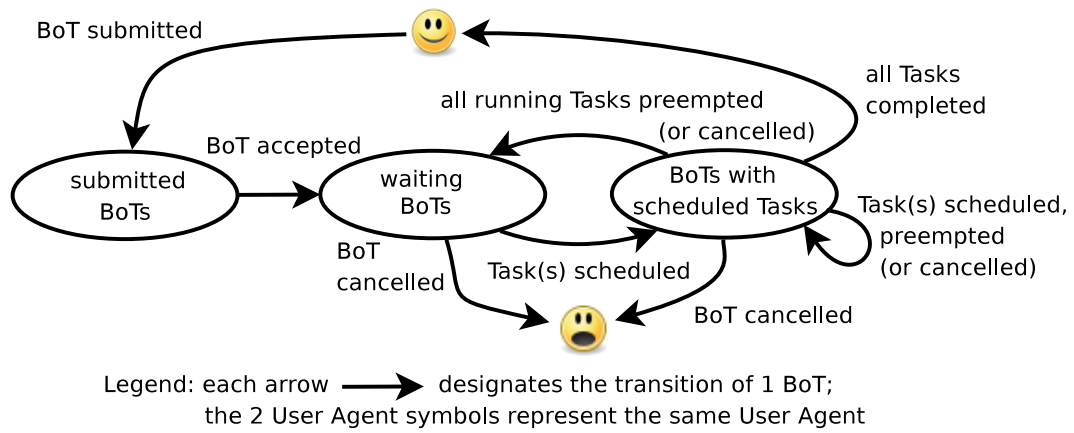 BoT submitted
all Tasks
completed
all running Tasks preempted
(or cancelled)
BoT accepted
submitted
BoTs
waiting
BoTs
BoTs with
scheduled Tasks
Task(s) scheduled,
preempted
(or cancelled)
BoT
cancelled
Task(s) scheduled
BoT cancelled
Legend: each arrow designates the transition of 1 BoT;
the 2 User Agent symbols represent the same User Agent